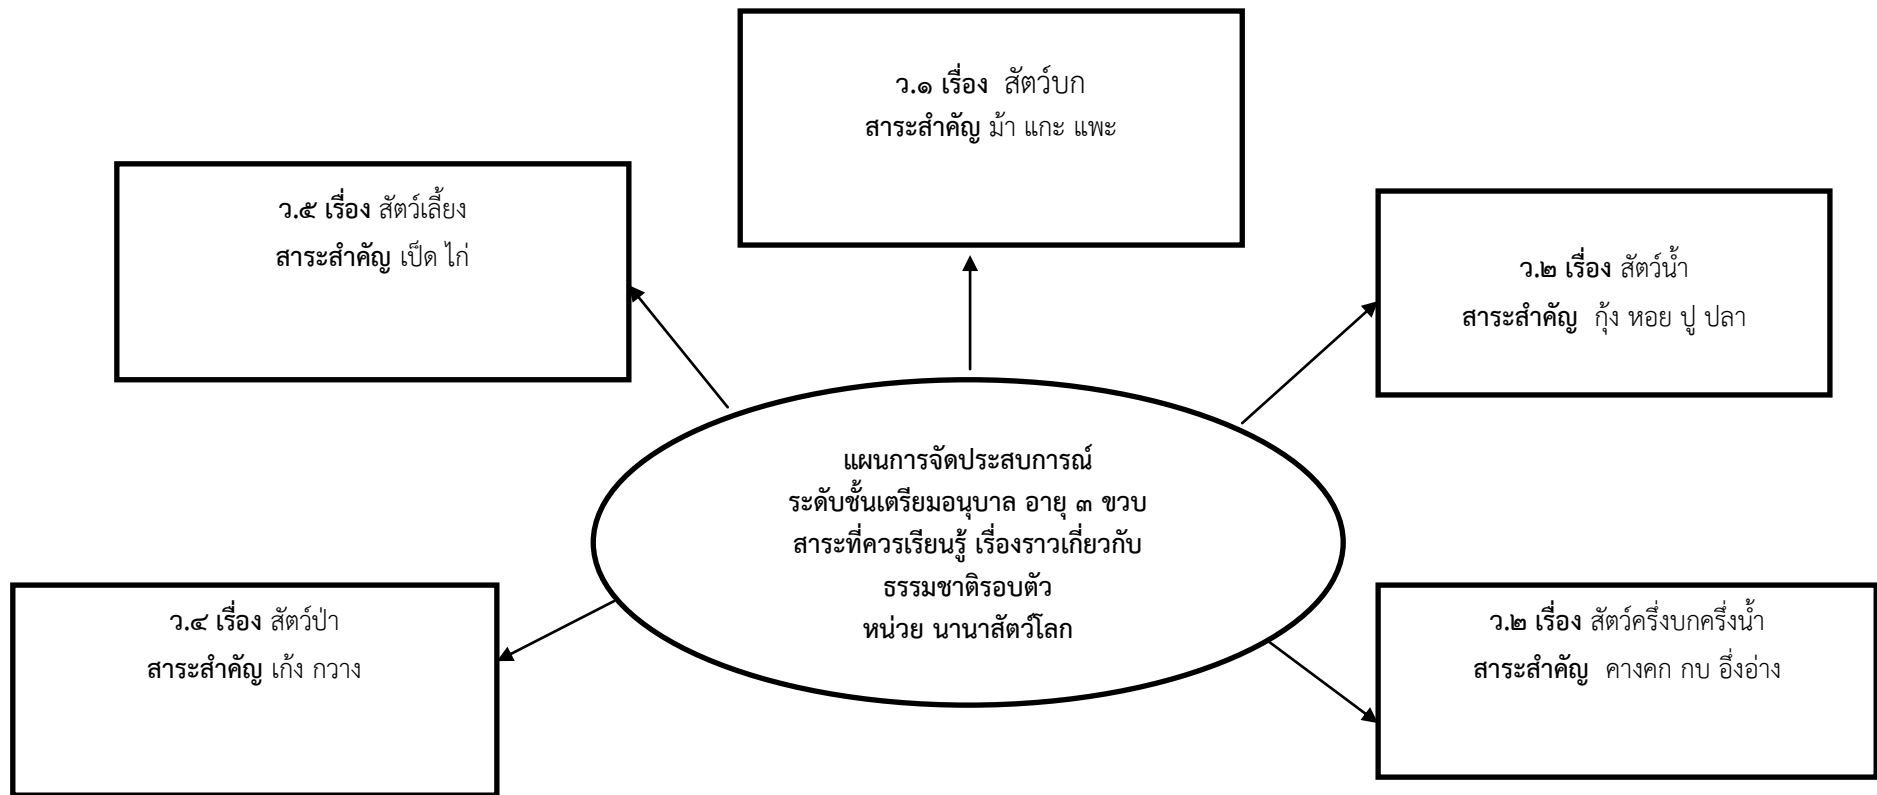 ว.๑ เรื่อง สัตว์บก
สาระสำคัญ ม้า แกะ แพะ
ว.๕ เรื่อง สัตว์เลี้ยง
สาระสำคัญ เป็ด ไก่
ว.๒ เรื่อง สัตว์น้ำ
สาระสำคัญ กุ้ง หอย ปู ปลา
แผนการจัดประสบการณ์
ระดับชั้นเตรียมอนุบาล อายุ ๓ ขวบ
สาระที่ควรเรียนรู้ เรื่องราวเกี่ยวกับ
ธรรมชาติรอบตัว
หน่วย นานาสัตว์โลก
ว.๔ เรื่อง สัตว์ป่า
สาระสำคัญ เก้ง กวาง
ว.๒ เรื่อง สัตว์ครึ่งบกครึ่งน้ำ
สาระสำคัญ คางคก กบ อึ่งอ่าง